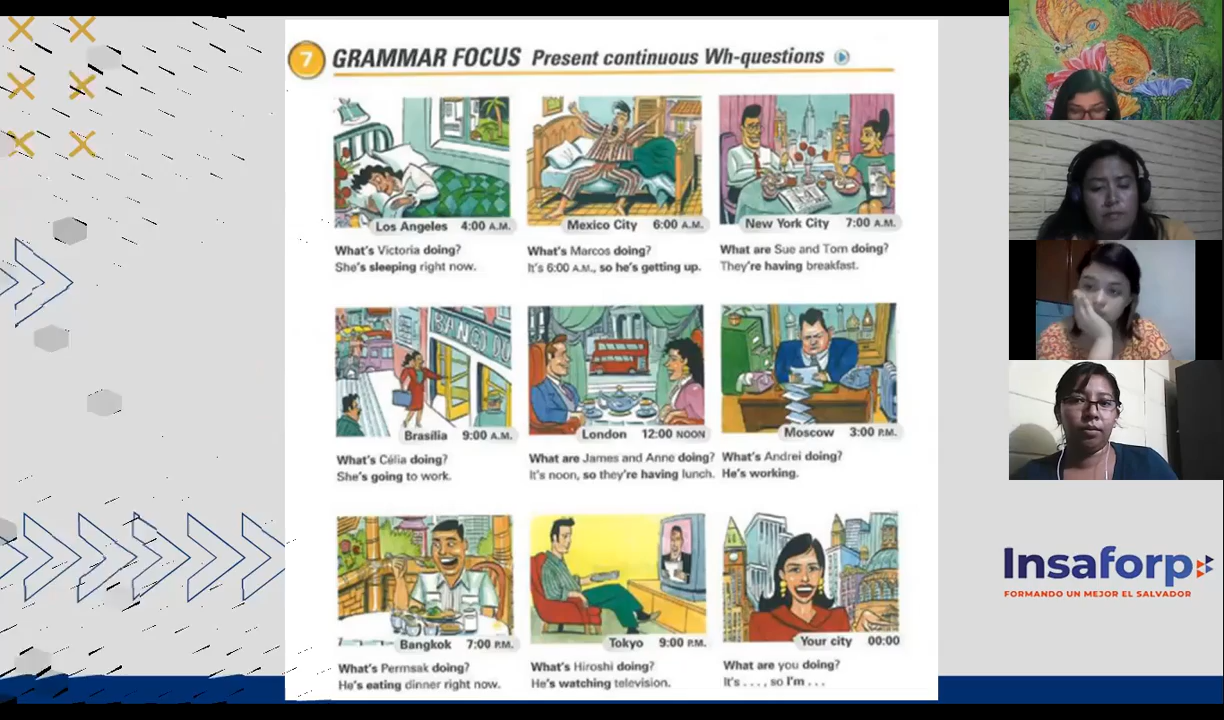 7 GRAMMAR FOCUS Present continuous Wh-questions
Los Angeles 4:00 A.M.
What's Victoria doing?
She's sleeping right now.
Mexico City 6:00 A.M.
What's Marcos doing?
It's 6:00 A.M., so he's getting up.
New York City 7:00 A.M.
What are Sue and Tom doing?
They're having breakfast.
BANCO DO
Brasília 9:00 A.M.
What's Célia doing?
She's going to work.
London 12:00 NOON
What are James and Anne doing?
It's noon, so they're having lunch.
Moscow 3:00 P.M.
What's Andrei doing?
He's working.
Bangkok 7:00 P.M.
What's Permsak doing?
He's eating dinner right now.
Tokyo 9:00 P.M.
What's Hiroshi doing?
He's watching television.
Your city 00:00
What are you doing?
It's . . . , so I'm . . .
Insaforp
FORMANDO UN MEJOR EL SALVADOR